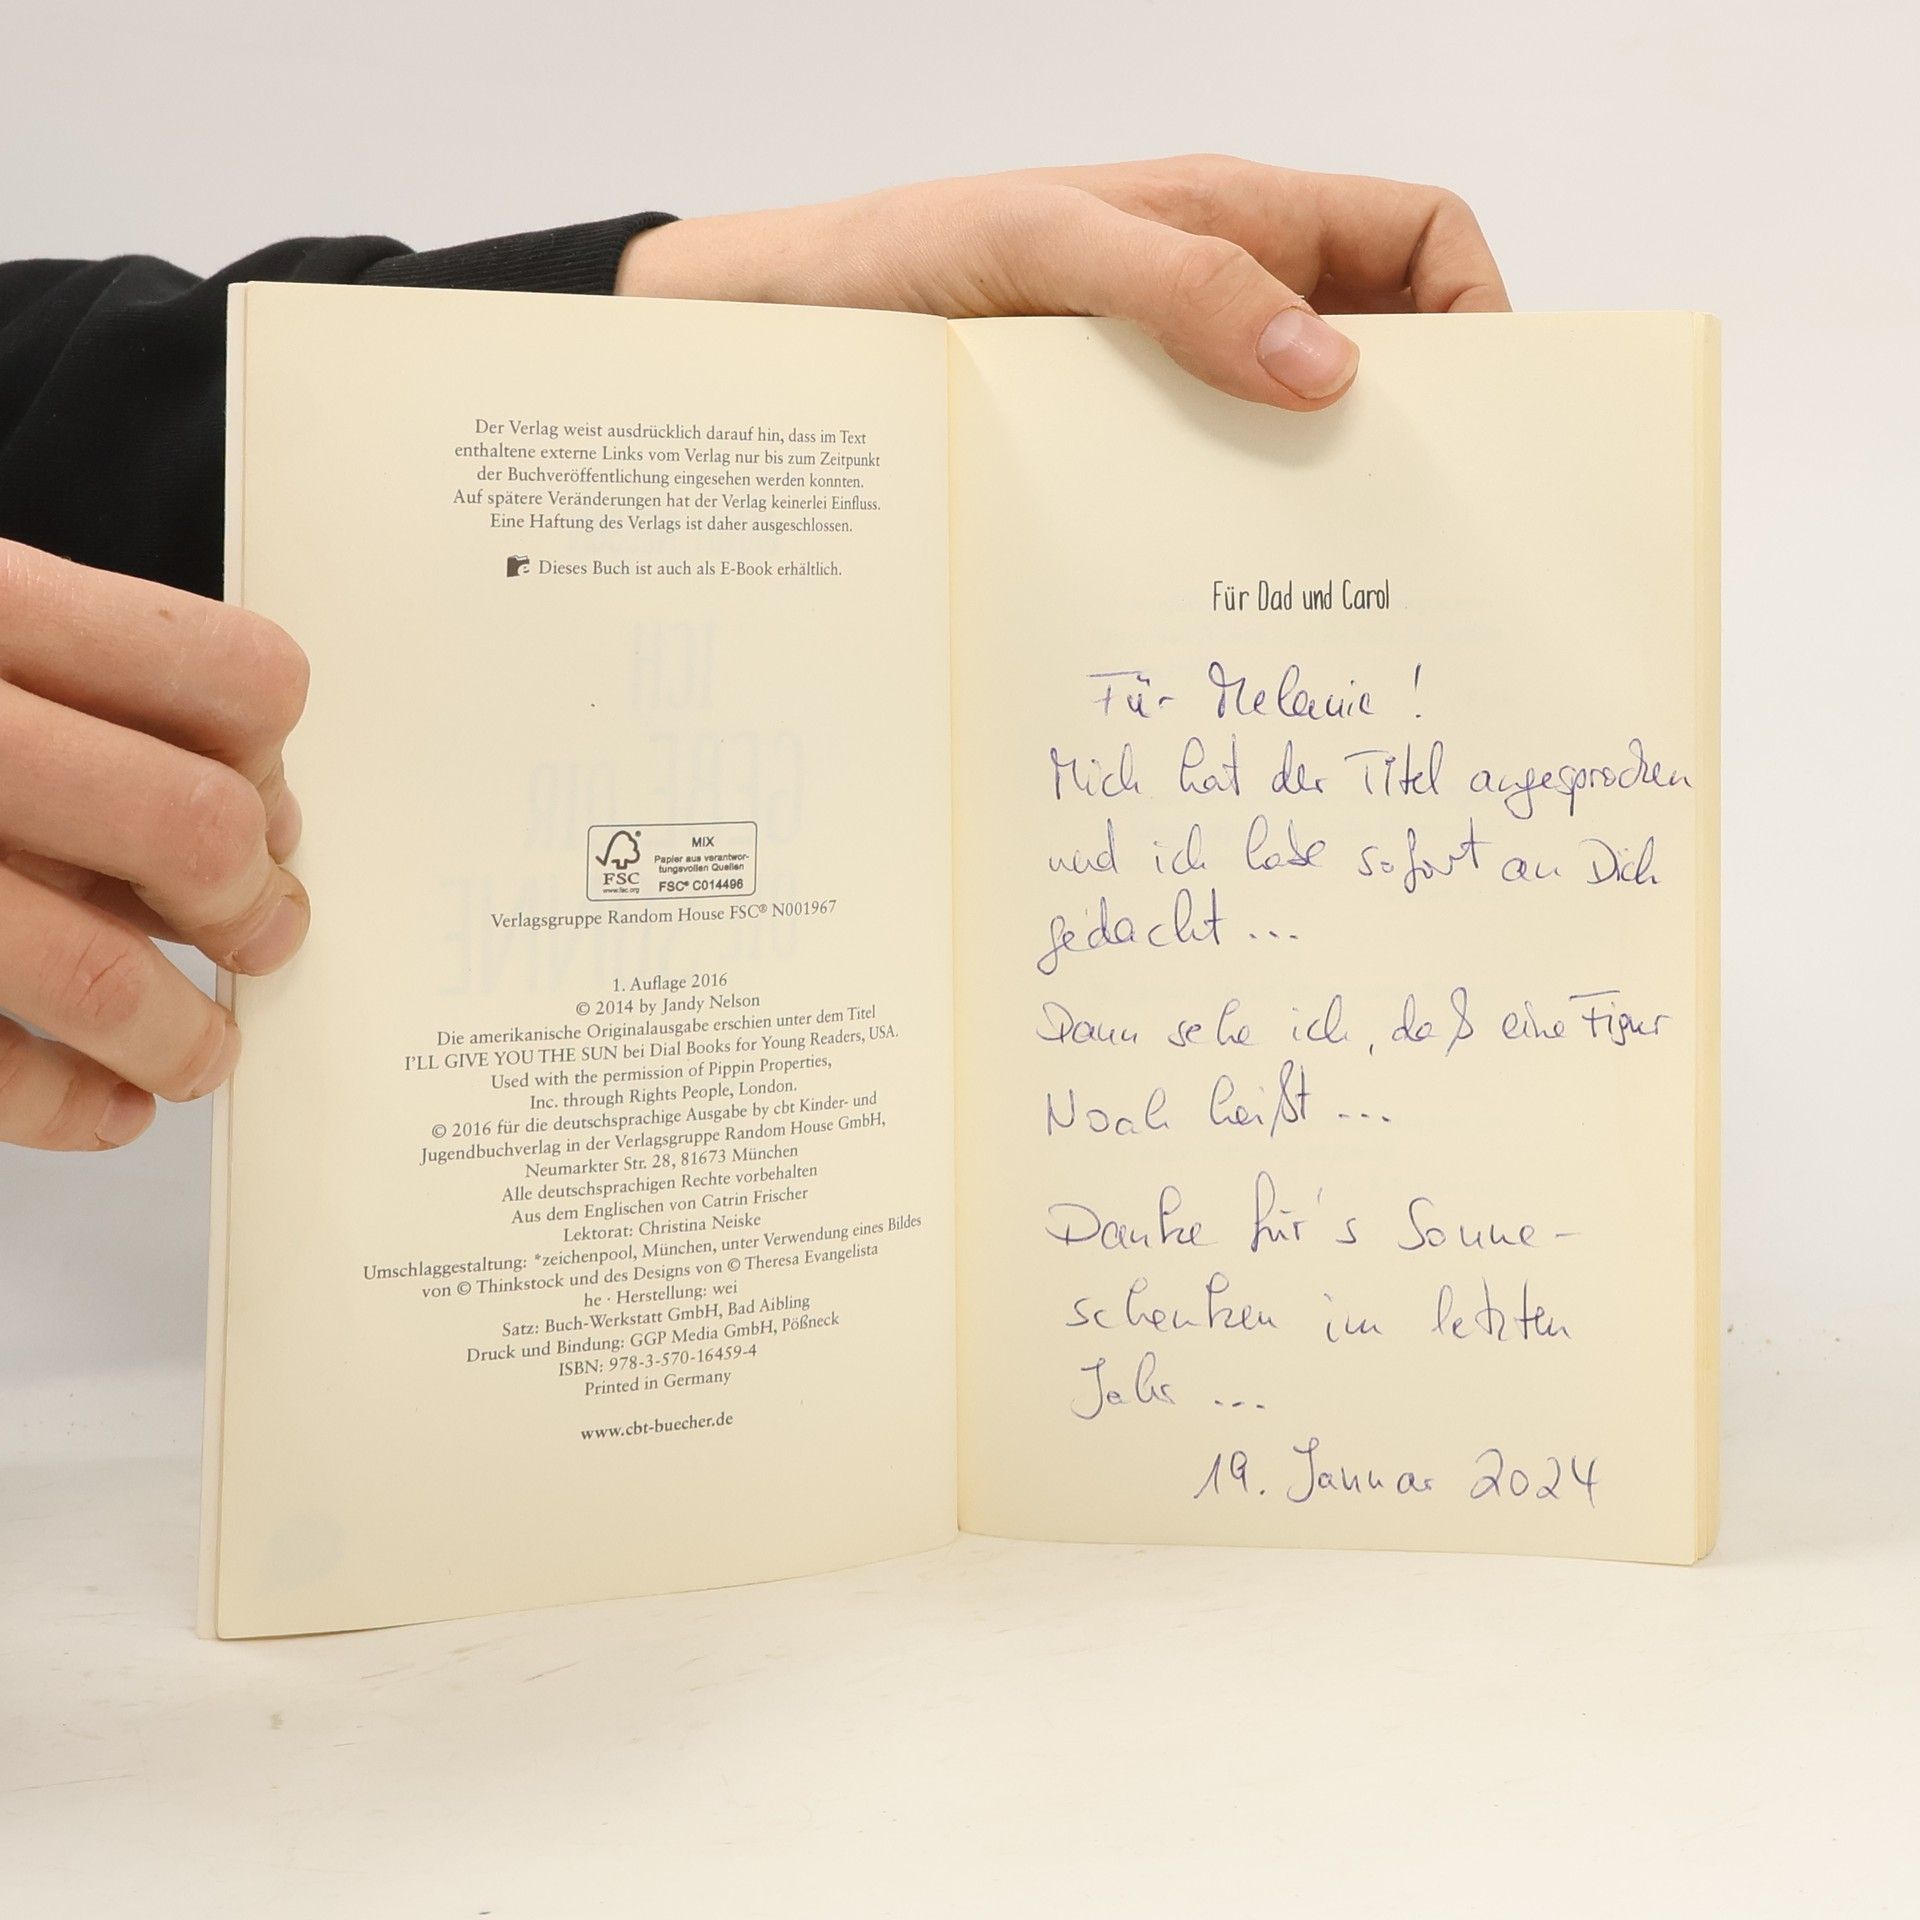 Der Verlag weist ausdrücklich darauf hin, dass im Text
enthaltene externe Links vom Verlag nur bis zum Zeitpunkt
der Buchveröffentlichung eingesehen werden konnten.
Auf spätere Veränderungen hat der Verlag keinerlei Einfluss.
Eine Haftung des Verlags ist daher ausgeschlossen.
Dieses Buch ist auch als E-Book erhältlich.
MIX
Papier aus verantwor-
tungsvollen Quellen
FSC® C014496
FSC
www.fsc.org
Verlagsgruppe Random House FSC® N001967
1. Auflage 2016
© 2014 by Jandy Nelson
Die amerikanische Originalausgabe erschien unter dem Titel
I'LL GIVE YOU THE SUN bei Dial Books for Young Readers, USA.
Used with the permission of Pippin Properties,
Inc. through Rights People, London.
© 2016 für die deutschsprachige Ausgabe by cbt Kinder- und
Jugendbuchverlag in der Verlagsgruppe Random House GmbH,
Neumarkter Str. 28, 81673 München
Alle deutschsprachigen Rechte vorbehalten
Aus dem Englischen von Catrin Frischer
Lektorat: Christina Neiske
Umschlaggestaltung: *zeichenpool, München, unter Verwendung eines Bildes
von © Thinkstock und des Designs von © Theresa Evangelista
he · Herstellung: wei
Satz: Buch-Werkstatt GmbH, Bad Aibling
Druck und Bindung: GGP Media GmbH, Pößneck
ISBN: 978-3-570-16459-4
Printed in Germany
www.cbt-buecher.de
Für Dad und Carol
Für Melanie!
Mich hat der Titel angesprochen
und ich habe sofort an Dich
gedacht ...
Dann sehe ich, daß eine Figur
Noah heißt ...
Danke für's Sonne-
schenken im letzten
Jahr ...
19. Januar 2024